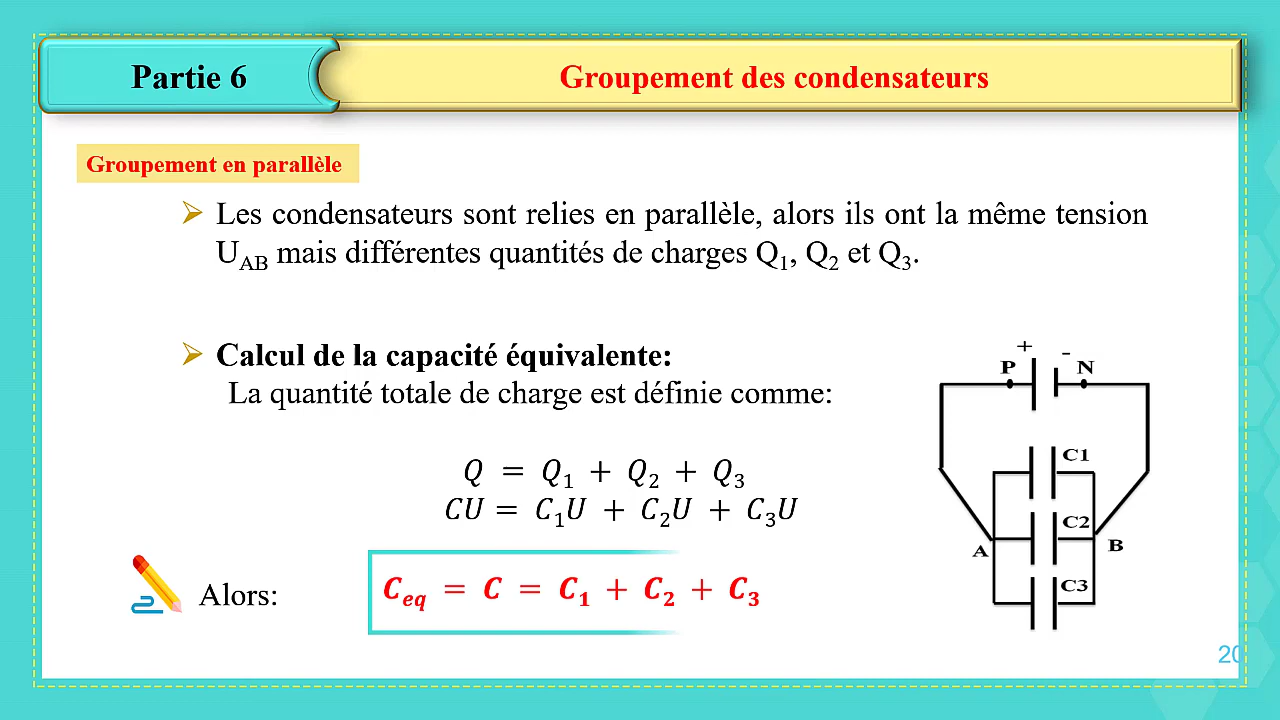 Partie 6
Groupement des condensateurs
Groupement en parallèle
➢ Les condensateurs sont relies en parallèle, alors ils ont la même tension
U_AB mais différentes quantités de charges Q₁, Q₂ et Q₃.
➢ Calcul de la capacité équivalente:
La quantité totale de charge est définie comme:
Q = Q₁ + Q₂ + Q₃
CU = C₁U + C₂U + C₃U
Alors:
C_eq = C = C₁ + C₂ + C₃
+ -
P N
C1
C2
A B
C3
20